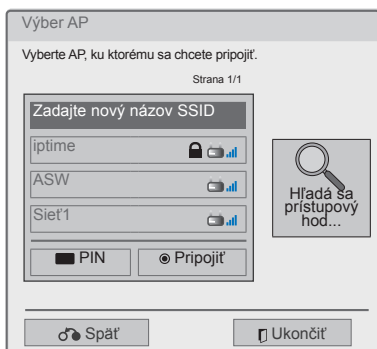 Výber AP
Vyberte AP, ku ktorému sa chcete pripojiť.
Strana 1/1
Zadajte nový názov SSID
iptime
ASW
Sieť1
PIN
Pripojiť
Hľadá sa
prístupový
hod...
Späť
Ukončiť